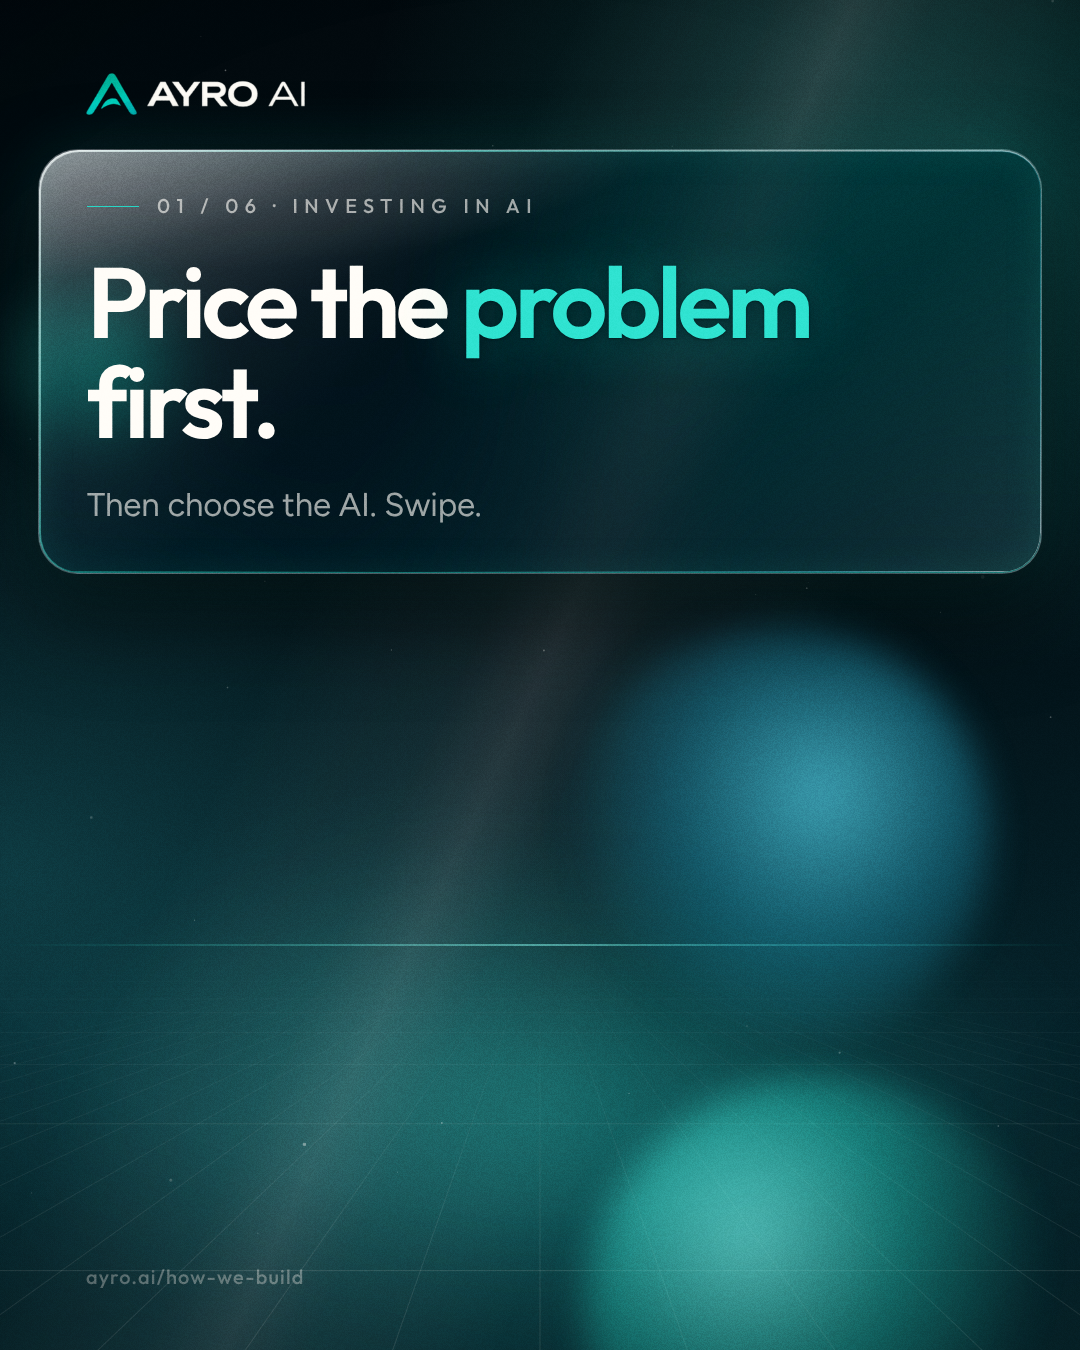 AYRO AI
01 / 06 · INVESTING IN AI
Price the problem
first.
Then choose the AI. Swipe.
ayro.ai/how-we-build